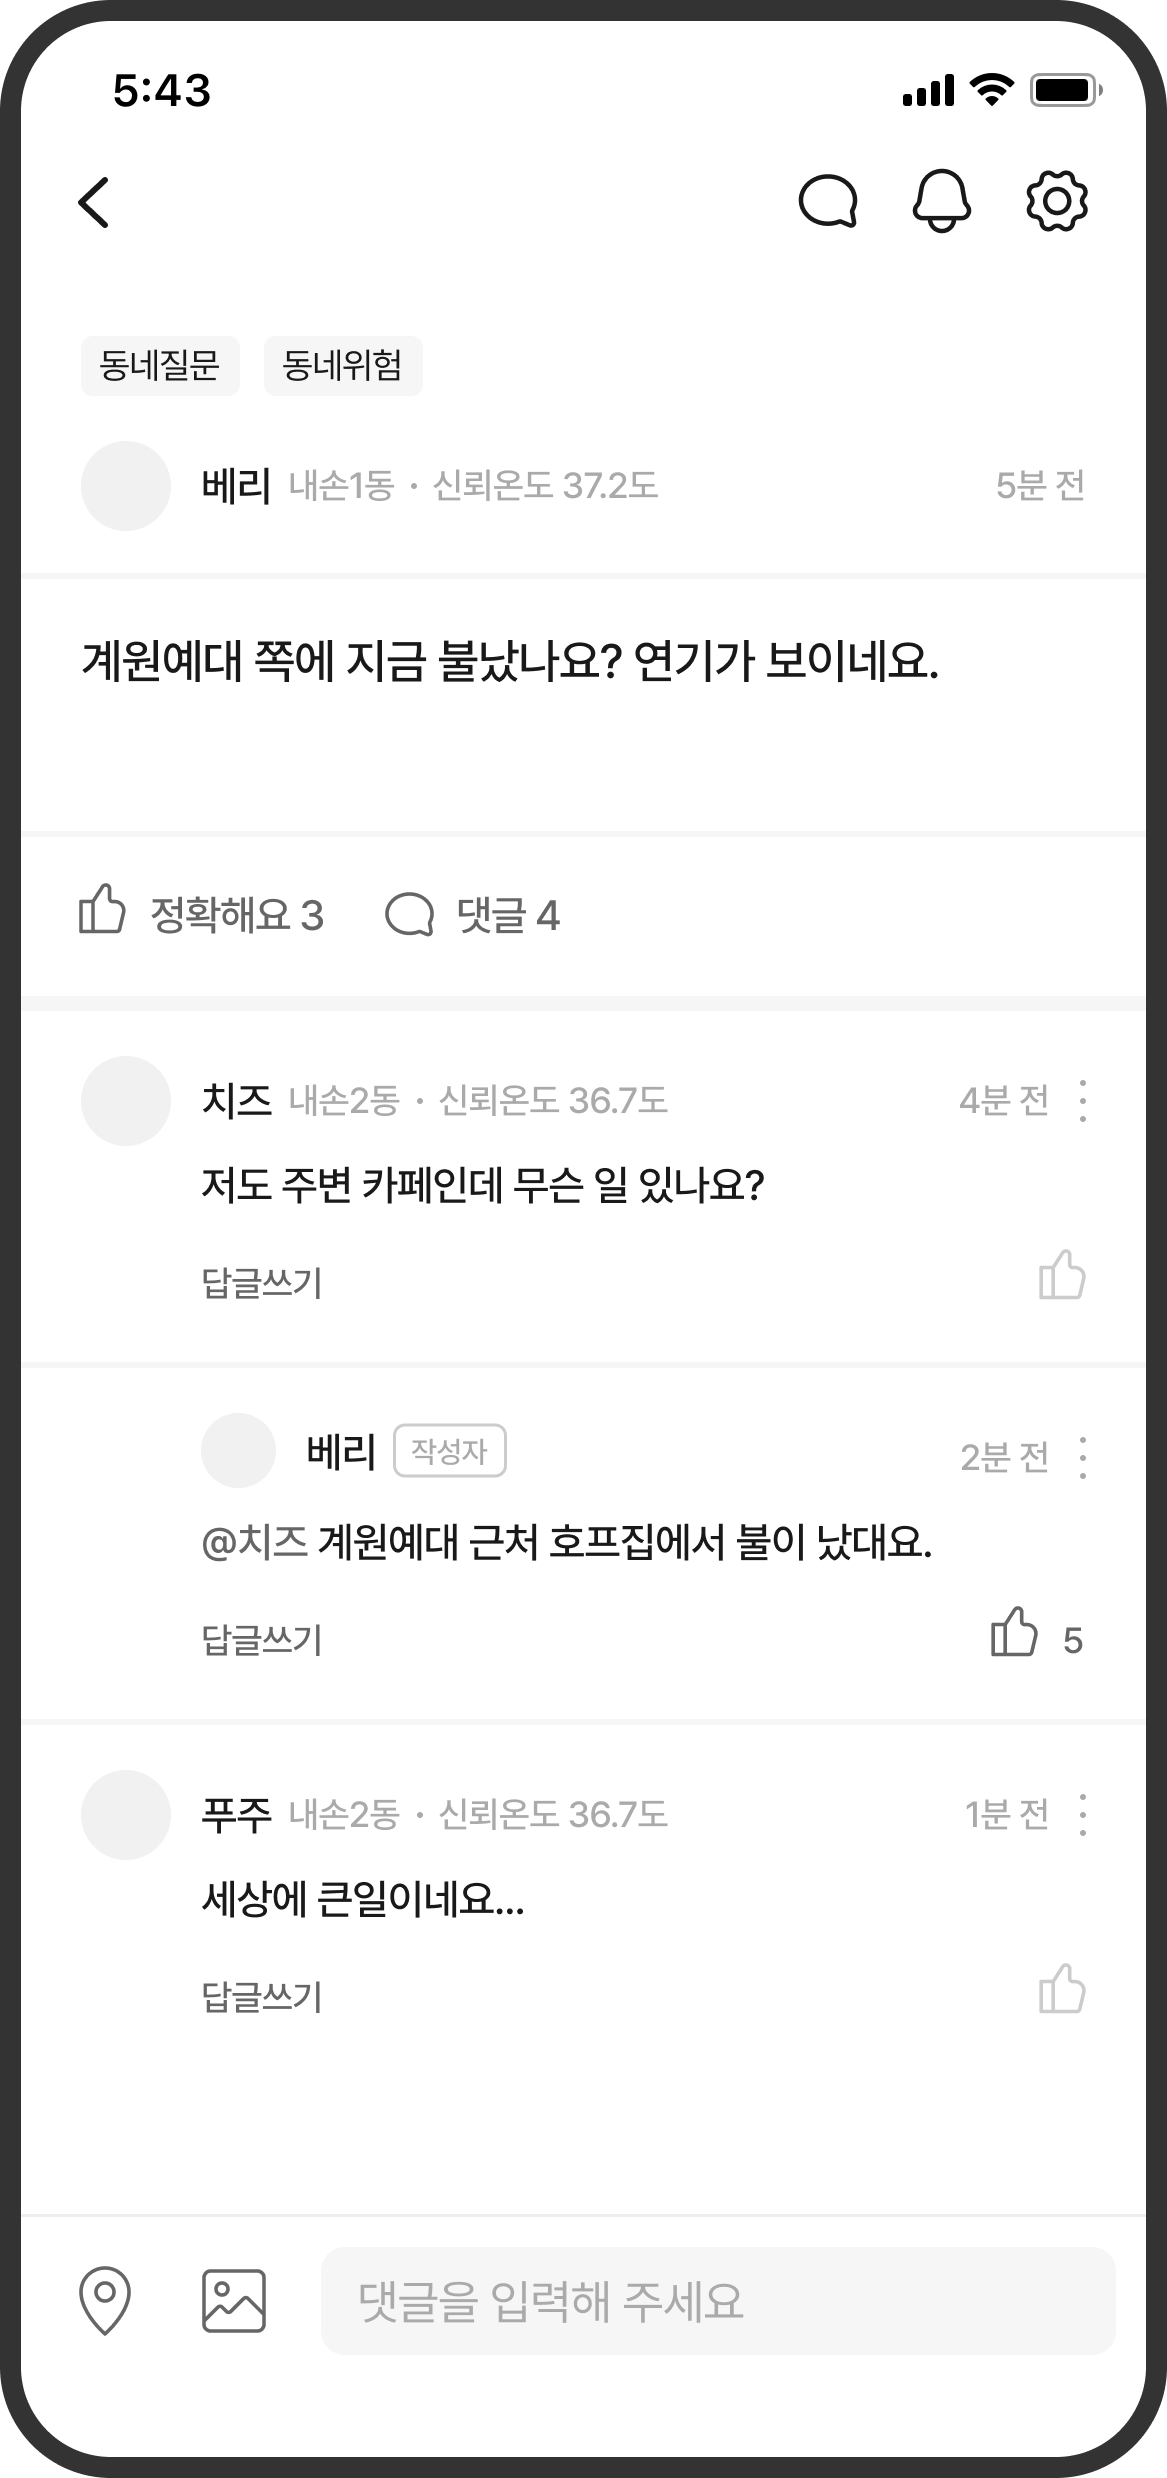 5:43
동네질문 동네위험
베리 내손1동 · 신뢰온도 37.2도 5분 전
계원예대 쪽에 지금 불났나요? 연기가 보이네요.
정확해요 3 댓글 4
치즈 내손2동 · 신뢰온도 36.7도 4분 전
저도 주변 카페인데 무슨 일 있나요?
답글쓰기
베리 작성자 2분 전
@치즈 계원예대 근처 호프집에서 불이 났대요.
답글쓰기 5
푸주 내손2동 · 신뢰온도 36.7도 1분 전
세상에 큰일이네요...
답글쓰기
댓글을 입력해 주세요